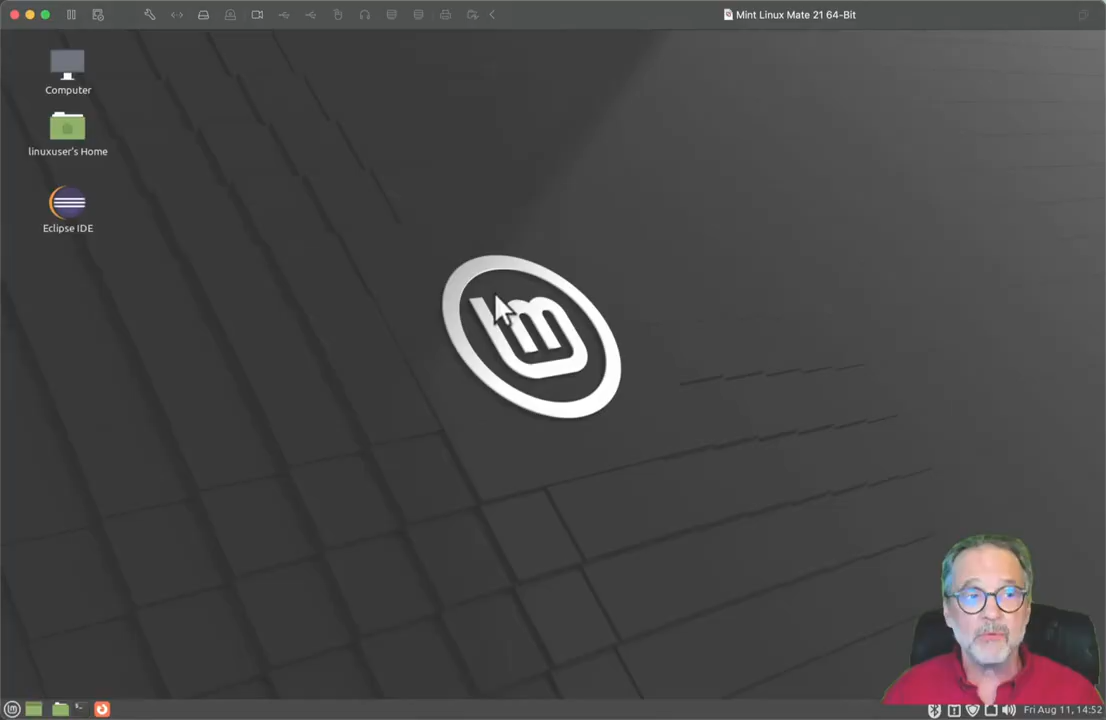 Mint Linux Mate 21 64-Bit
Computer
linuxuser's Home
Eclipse IDE
Fri Aug 11, 14:52